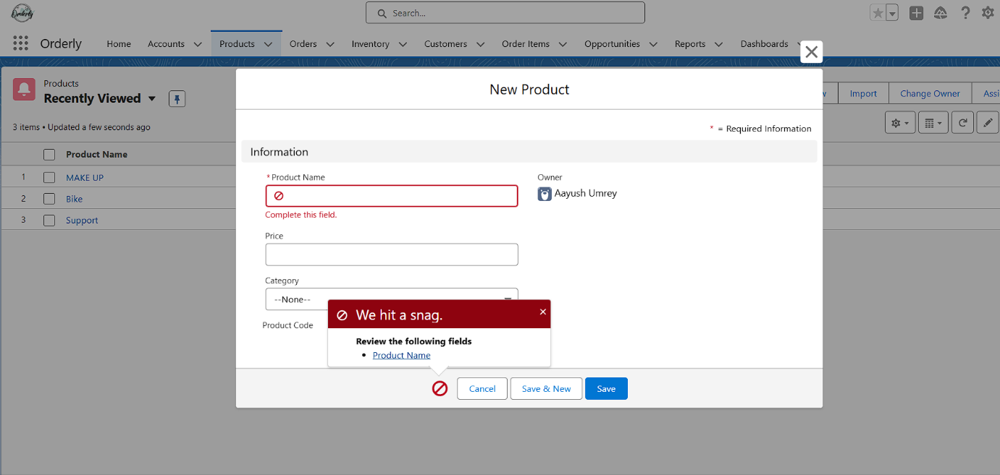 Orderly
Search...
Orderly
Home Accounts Products Orders Inventory Customers Order Items Opportunities Reports Dashboards
Products
Recently Viewed
3 items • Updated a few seconds ago
Import Change Owner
Product Name
1 MAKE UP
2 Bike
3 Support
New Product
* = Required Information
Information
*Product Name
Complete this field.
Owner
Aayush Umrey
Price
Category
--None--
Product Code
We hit a snag.
Review the following fields
• Product Name
Cancel Save & New Save